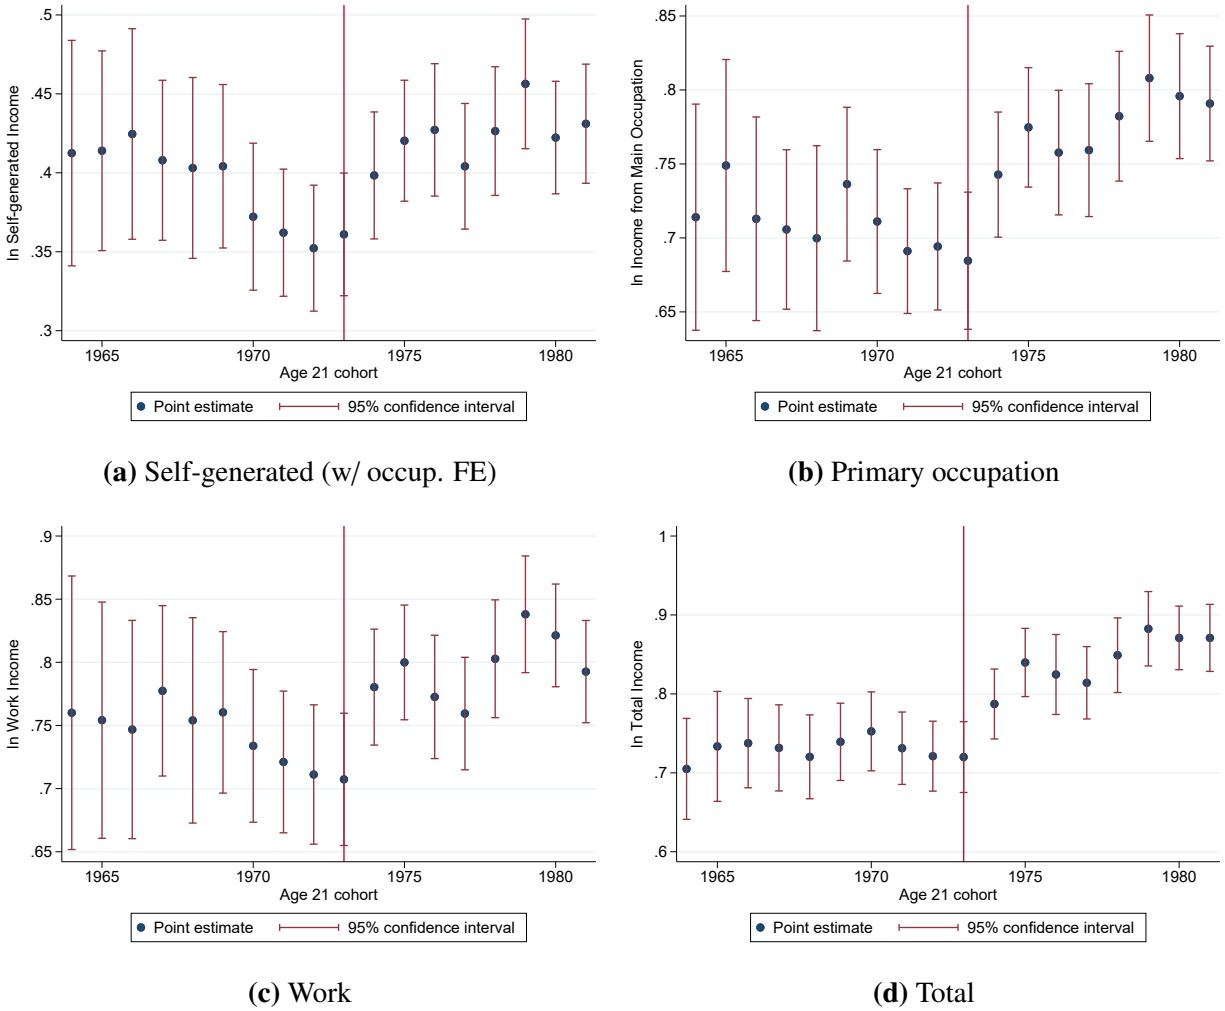 .5
.45
.4
.35
.3
ln Self-generated Income
1965 1970 1975 1980
Age 21 cohort
Point estimate 95% confidence interval
(a) Self-generated (w/ occup. FE)
.85
.8
.75
.7
.65
ln Income from Main Occupation
1965 1970 1975 1980
Age 21 cohort
Point estimate 95% confidence interval
(b) Primary occupation
.9
.85
.8
.75
.7
.65
ln Work Income
1965 1970 1975 1980
Age 21 cohort
Point estimate 95% confidence interval
(c) Work
1
.9
.8
.7
.6
ln Total Income
1965 1970 1975 1980
Age 21 cohort
Point estimate 95% confidence interval
(d) Total